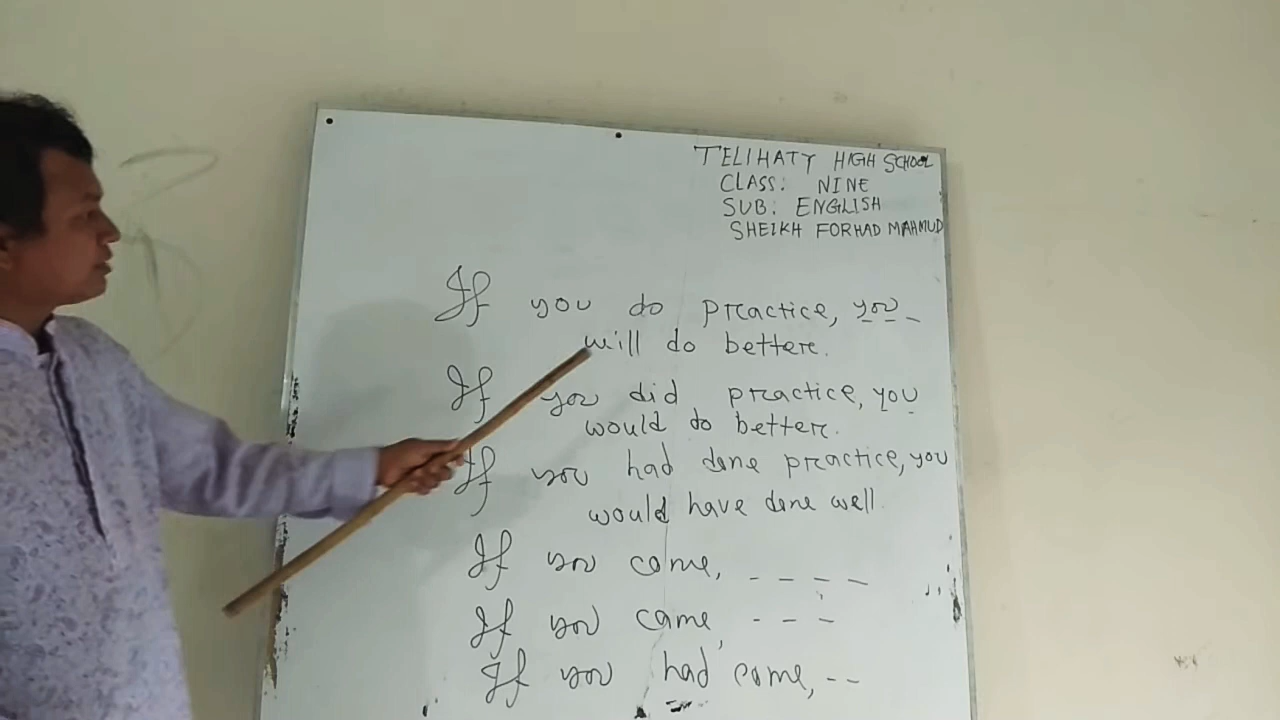 TELIHATY HIGH SCHOOL
CLASS: NINE
SUB: ENGLISH
SHEIKH FORHAD MAHMUD
If you do practice, you _
will do better.
If you did practice, you
would do better.
If you had done practice, you
would have done well.
If you come, _ _ _ _
If you came, _ _ _
If you had come, _ _